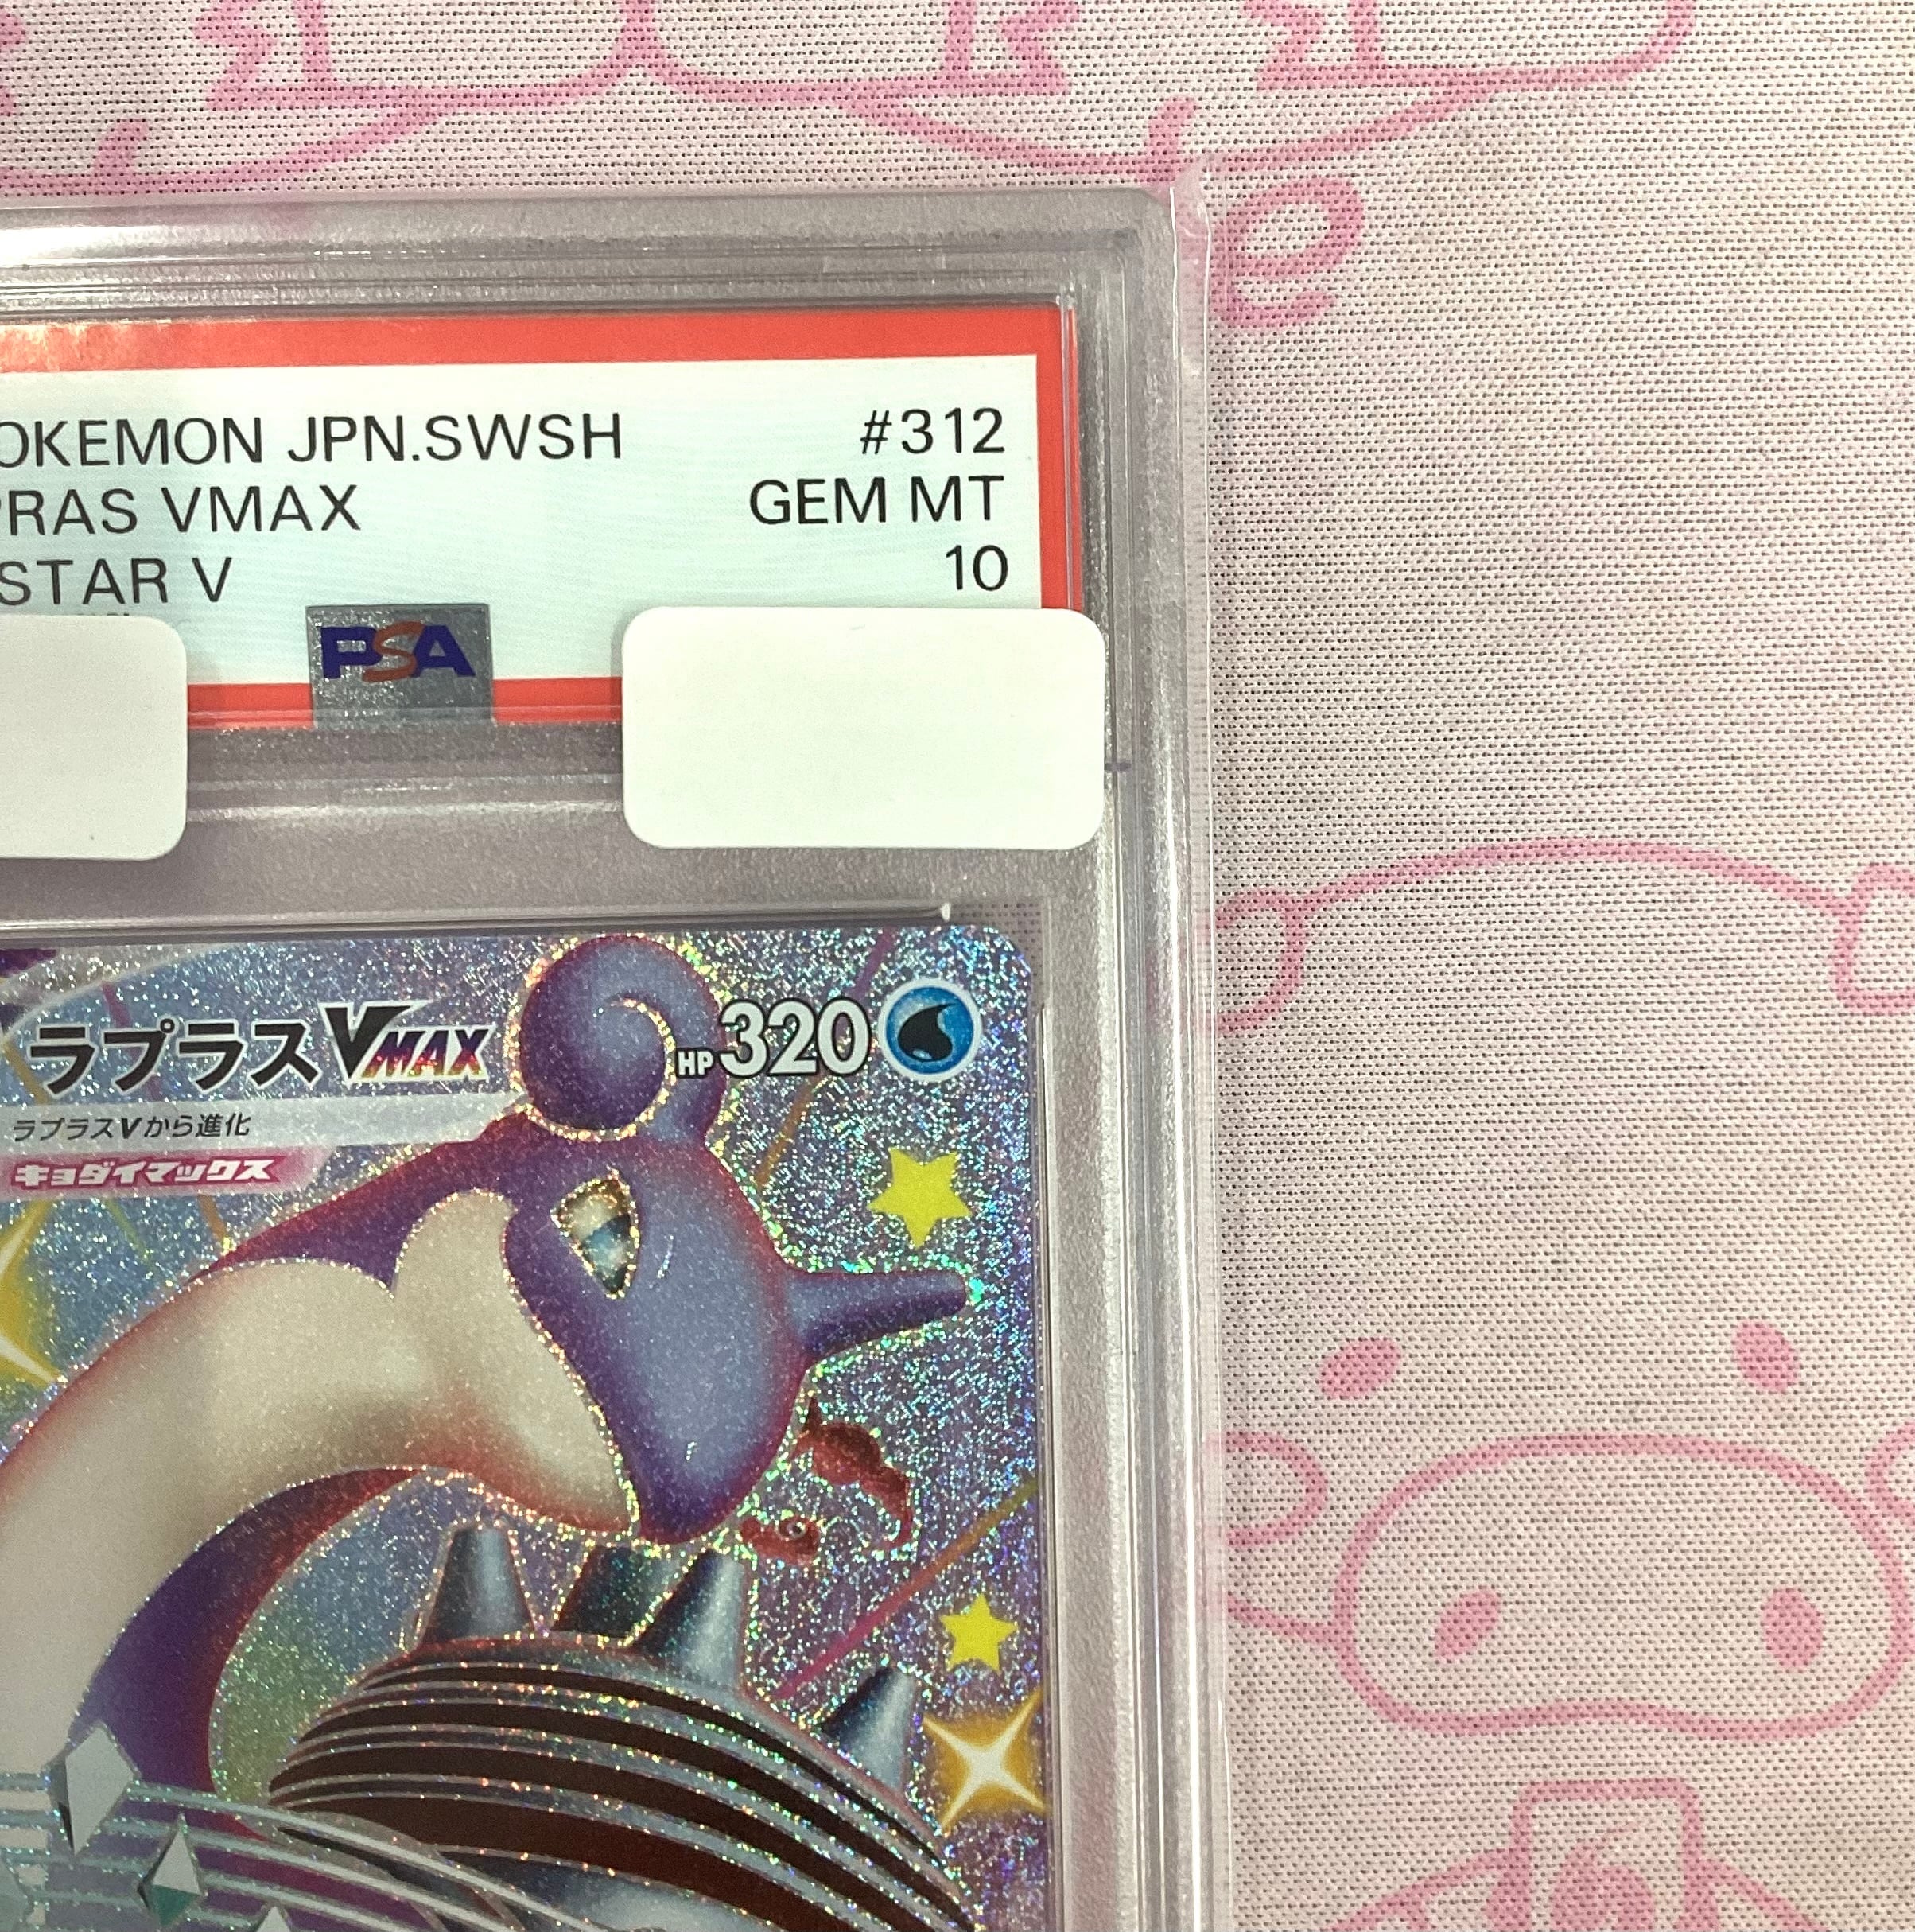 OKEMON JPN.SWSH #312
PRAS VMAX GEM MT
STAR V 10
PSA
ラプラスVMAX HP320
ラプラスVから進化
キョダイマックス